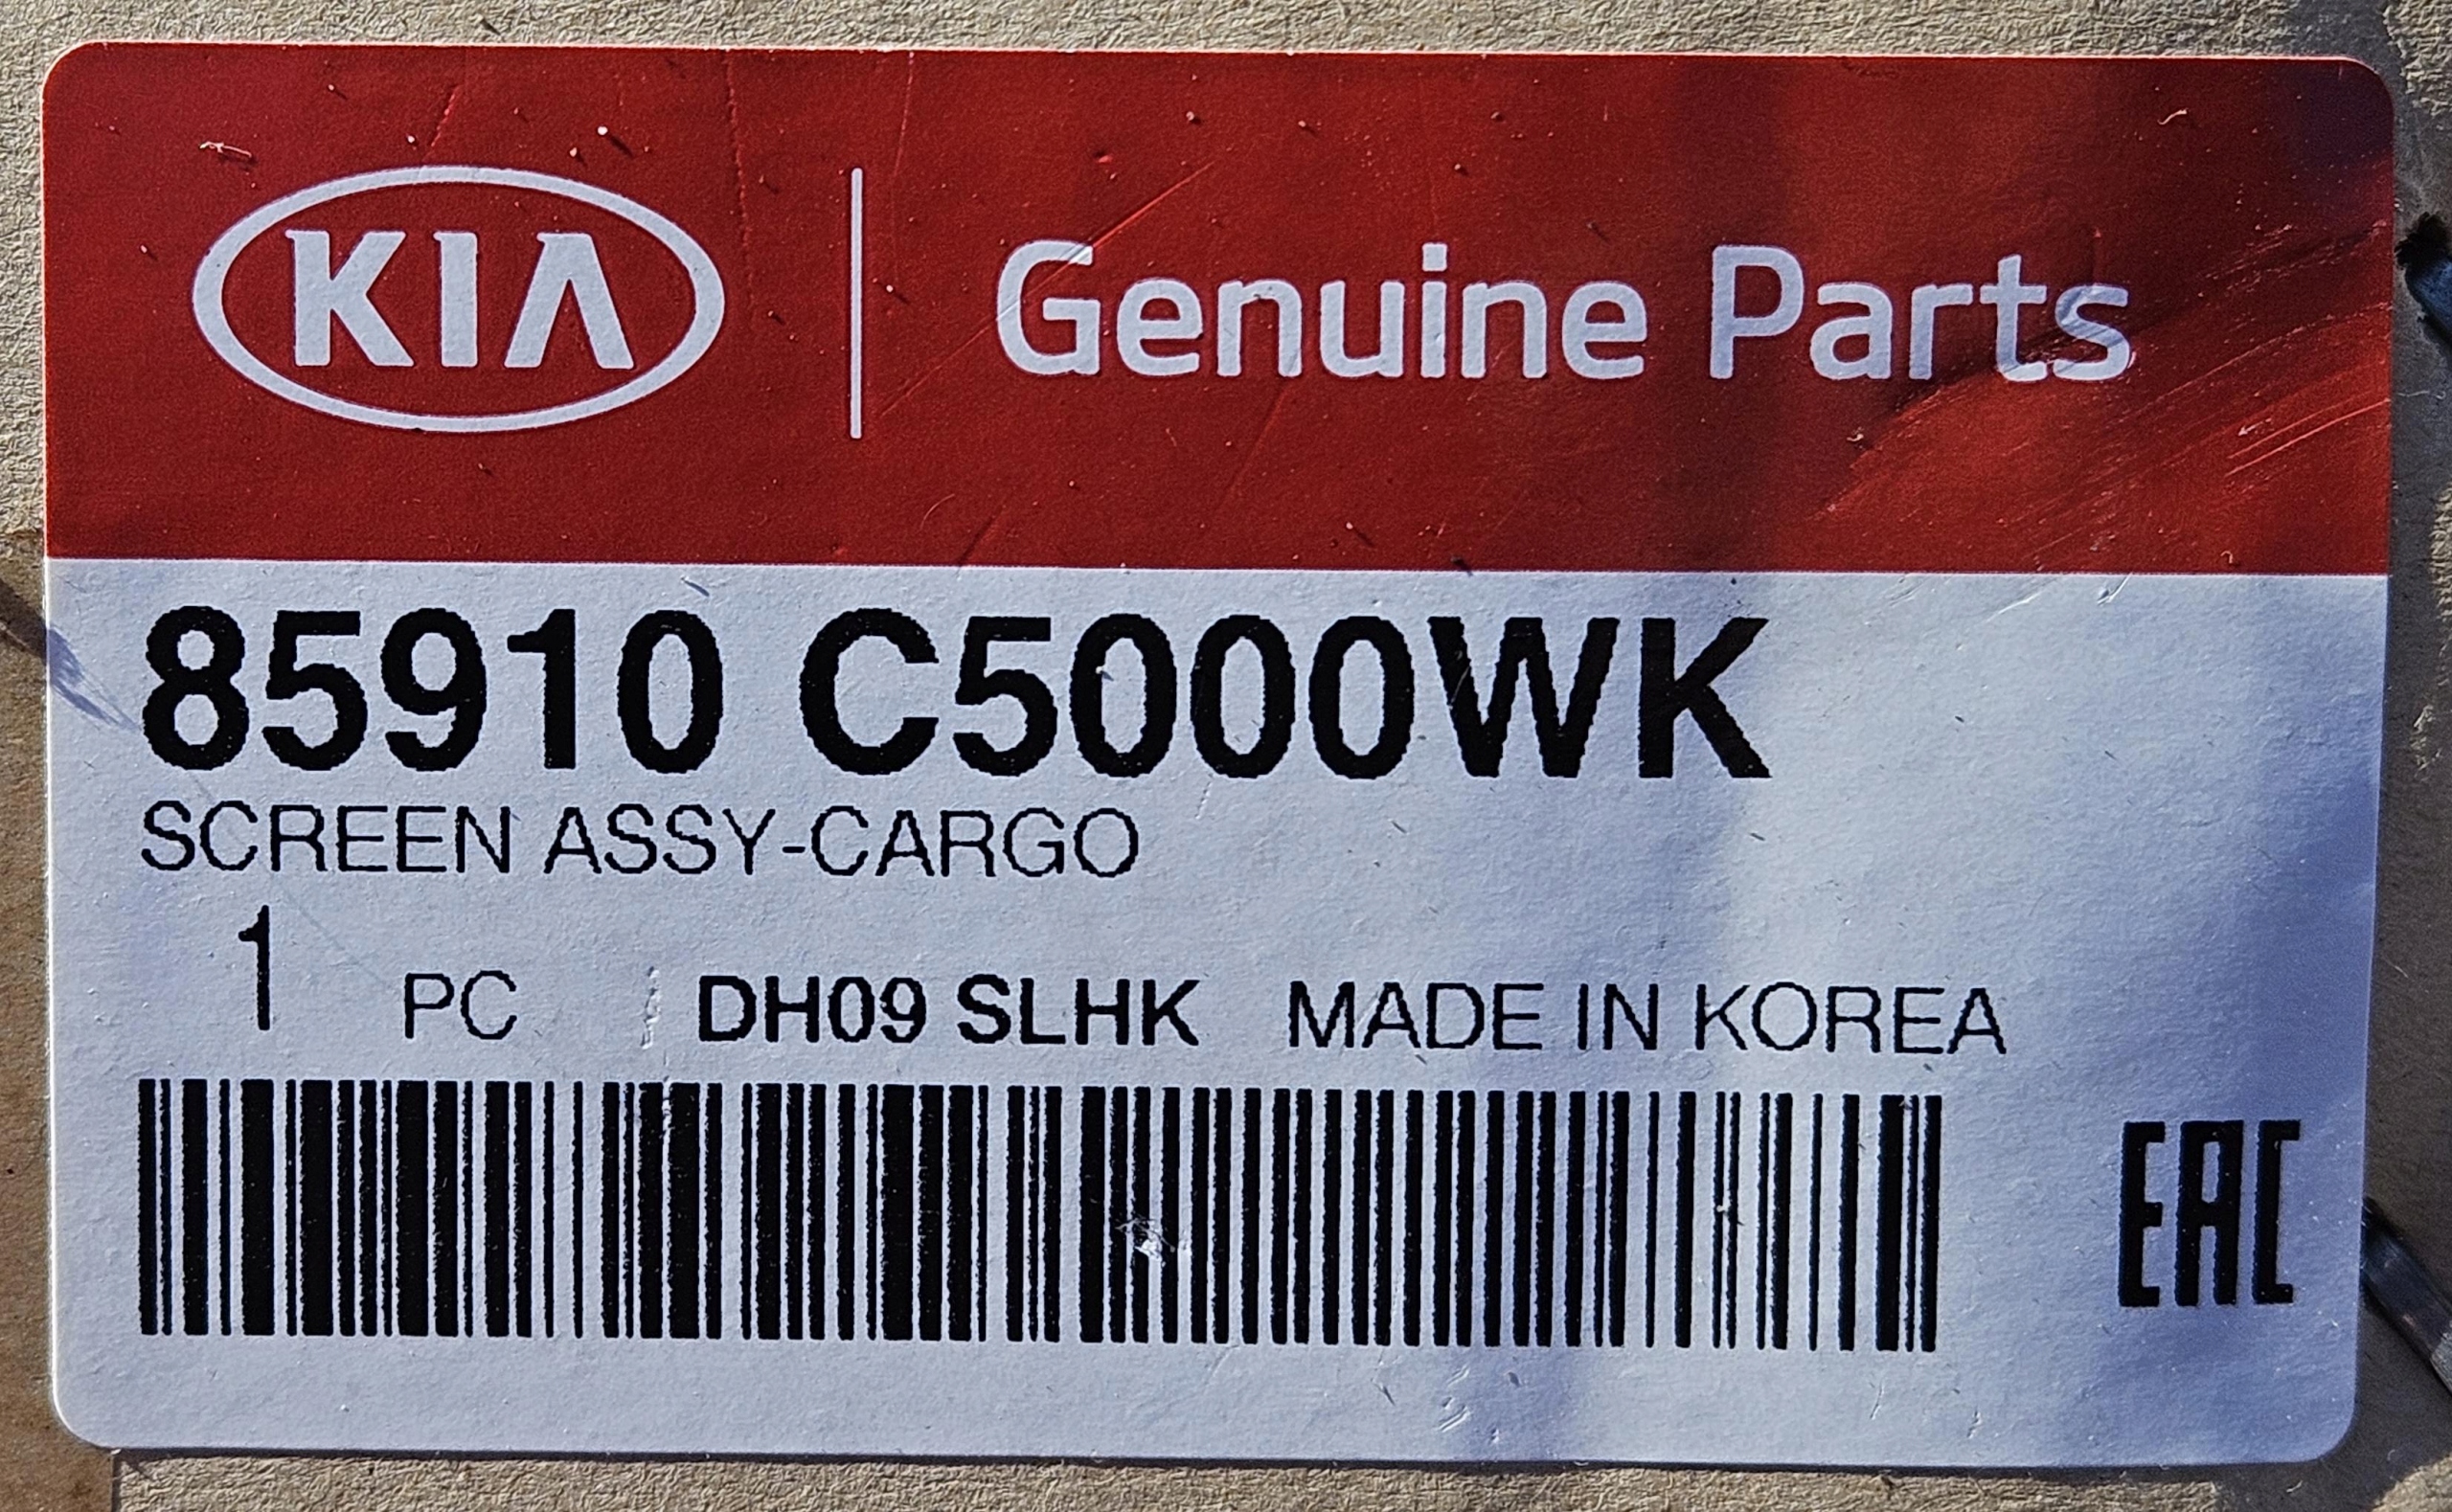 KIA Genuine Parts
85910 C5000WK
SCREEN ASSY-CARGO
1 PC DH09 SLHK MADE IN KOREA
EAC